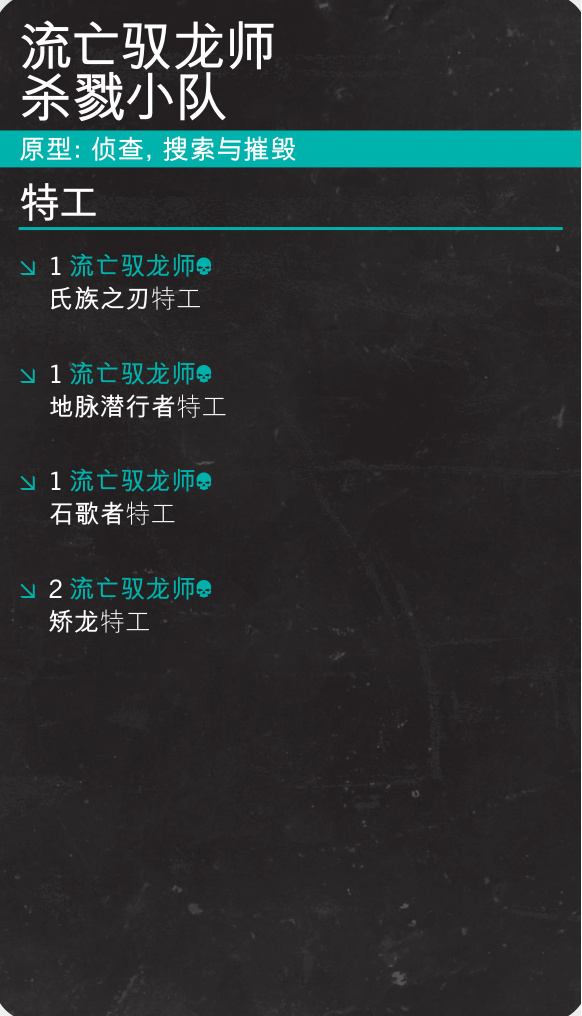 流亡驭龙师
杀戮小队
原型: 侦查, 搜索与摧毁
特工
1 流亡驭龙师
氏族之刃特工
1 流亡驭龙师
地脉潜行者特工
1 流亡驭龙师
石歌者特工
2 流亡驭龙师
矫龙特工